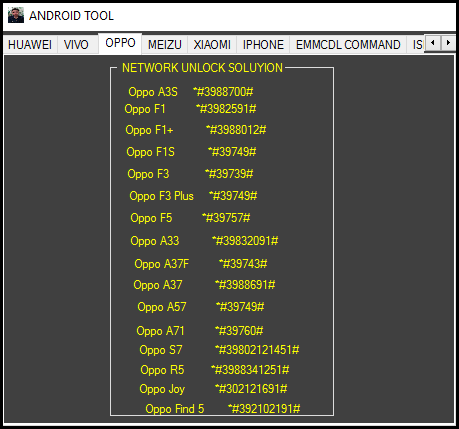 ANDROID TOOL
HUAWEI VIVO OPPO MEIZU XIAOMI IPHONE EMMCDL COMMAND IS
NETWORK UNLOCK SOLUYION
Oppo A3S *#3988700#
Oppo F1 *#3982591#
Oppo F1+ *#3988012#
Oppo F1S *#39749#
Oppo F3 *#39739#
Oppo F3 Plus *#39749#
Oppo F5 *#39757#
Oppo A33 *#39832091#
Oppo A37F *#39743#
Oppo A37 *#3988691#
Oppo A57 *#39749#
Oppo A71 *#39760#
Oppo S7 *#39802121451#
Oppo R5 *#3988341251#
Oppo Joy *#302121691#
Oppo Find 5 *#392102191#